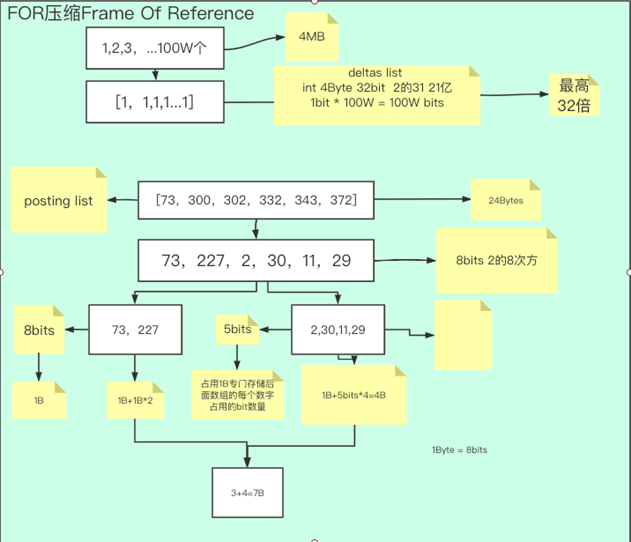 FOR压缩Frame Of Reference
1,2,3，...100W个
4MB
[1，1,1,1...1]
deltas list
int 4Byte 32bit  2的31 21亿
1bit * 100W = 100W bits
最高
32倍
posting list
[73，300，302，332，343，372]
24Bytes
73，227，2，30，11，29
8bits 2的8次方
8bits
73，227
5bits
2,30,11,29
1B
1B+1B*2
占用1B专门存储后
面数组的每个数字
占用的bit数量
1B+5bits*4=4B
1Byte = 8bits
3+4=7B